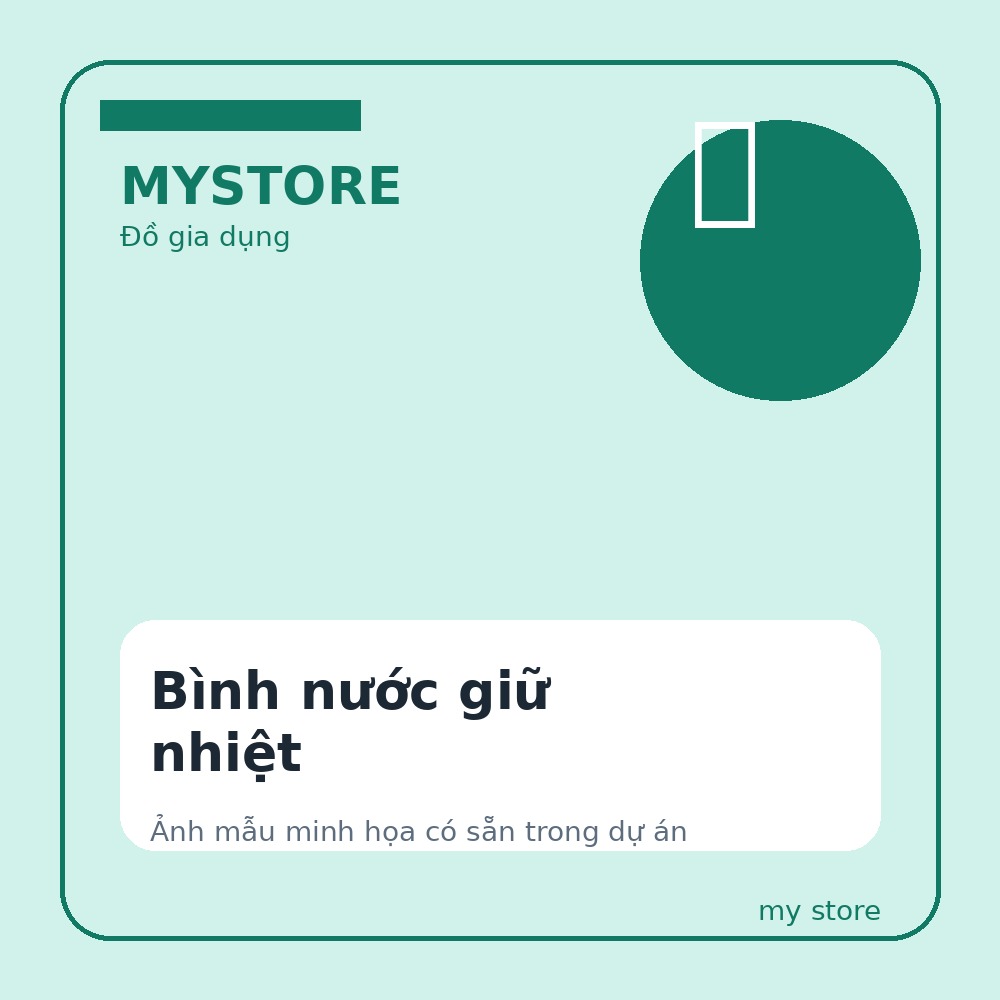 MYSTORE
Đồ gia dụng
Bình nước giữ
nhiệt
Ảnh mẫu minh họa có sẵn trong dự án
my store